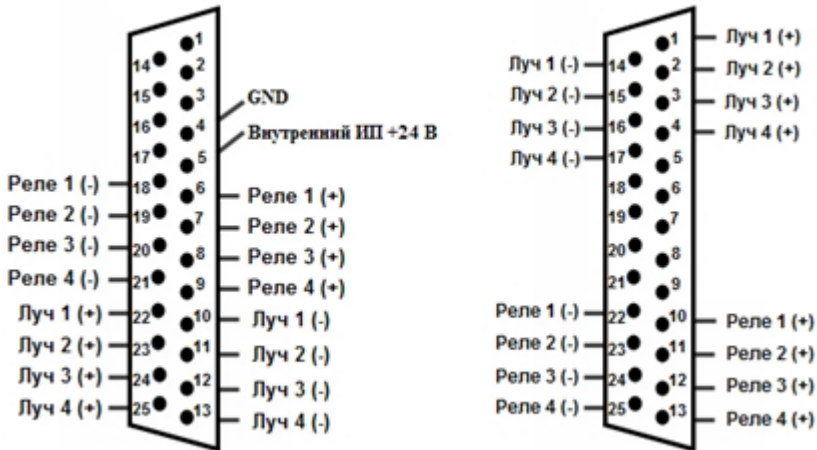 1
14
2
15
3
GND
16
4
Внутренний ИП +24 В
17
5
Реле 1 (-)
18
6
Реле 1 (+)
Реле 2 (-)
19
7
Реле 2 (+)
Реле 3 (-)
20
8
Реле 3 (+)
Реле 4 (-)
21
9
Реле 4 (+)
Луч 1 (+)
22
10
Луч 1 (-)
Луч 2 (+)
23
11
Луч 2 (-)
Луч 3 (+)
24
12
Луч 3 (-)
Луч 4 (+)
25
13
Луч 4 (-)
1
Луч 1 (+)
Луч 1 (-)
14
2
Луч 2 (+)
Луч 2 (-)
15
3
Луч 3 (+)
Луч 3 (-)
16
4
Луч 4 (+)
Луч 4 (-)
17
5
18
6
19
7
20
8
21
9
Реле 1 (-)
22
10
Реле 1 (+)
Реле 2 (-)
23
11
Реле 2 (+)
Реле 3 (-)
24
12
Реле 3 (+)
Реле 4 (-)
25
13
Реле 4 (+)